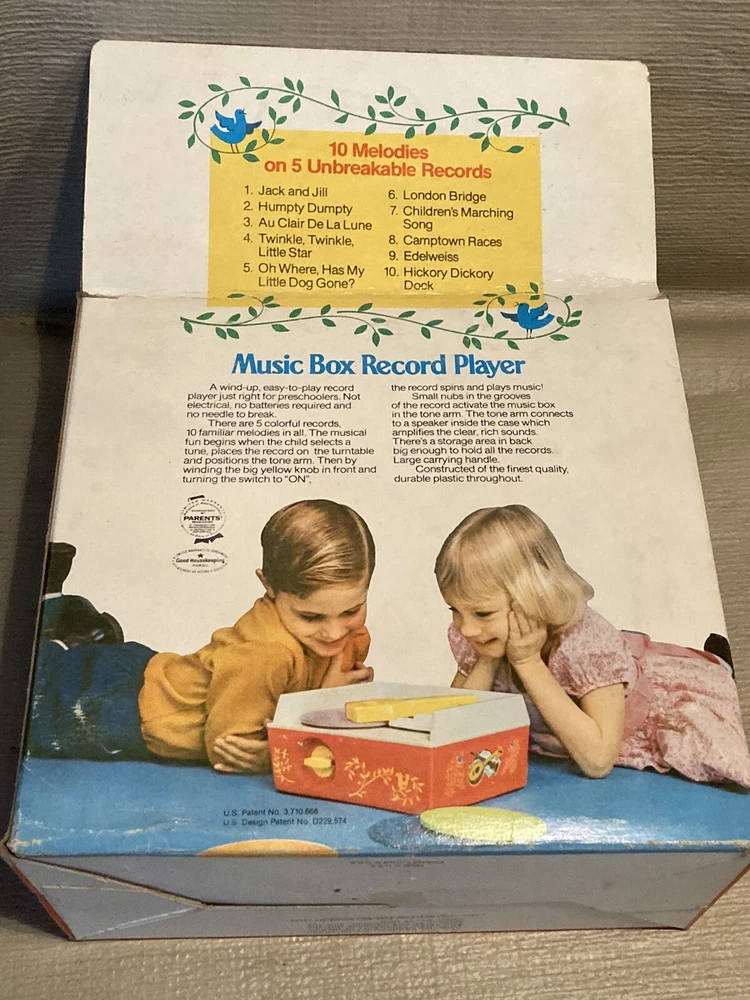 10 Melodies
on 5 Unbreakable Records
1. Jack and Jill
2. Humpty Dumpty
3. Au Clair De La Lune
4. Twinkle, Twinkle,
Little Star
5. Oh Where, Has My
Little Dog Gone?
6. London Bridge
7. Children's Marching
Song
8. Camptown Races
9. Edelweiss
10. Hickory Dickory
Dock
Music Box Record Player
A wind-up, easy-to-play record
player just right for preschoolers. Not
electrical, no batteries required and
no needle to break.
There are 5 colorful records,
10 familiar melodies in all. The musical
fun begins when the child selects a
tune, places the record on the turntable
and positions the tone arm. Then by
winding the big yellow knob in front and
turning the switch to "ON",
the record spins and plays music!
Small nubs in the grooves
of the record activate the music box
in the tone arm. The tone arm connects
to a speaker inside the case which
amplifies the clear, rich sounds.
There's a storage area in back
big enough to hold all the records.
Large carrying handle.
Constructed of the finest quality,
durable plastic throughout.
PARENTS'
Good Housekeeping
U.S. Patent No. 3,710,668
U.S. Design Patent No. D229,574